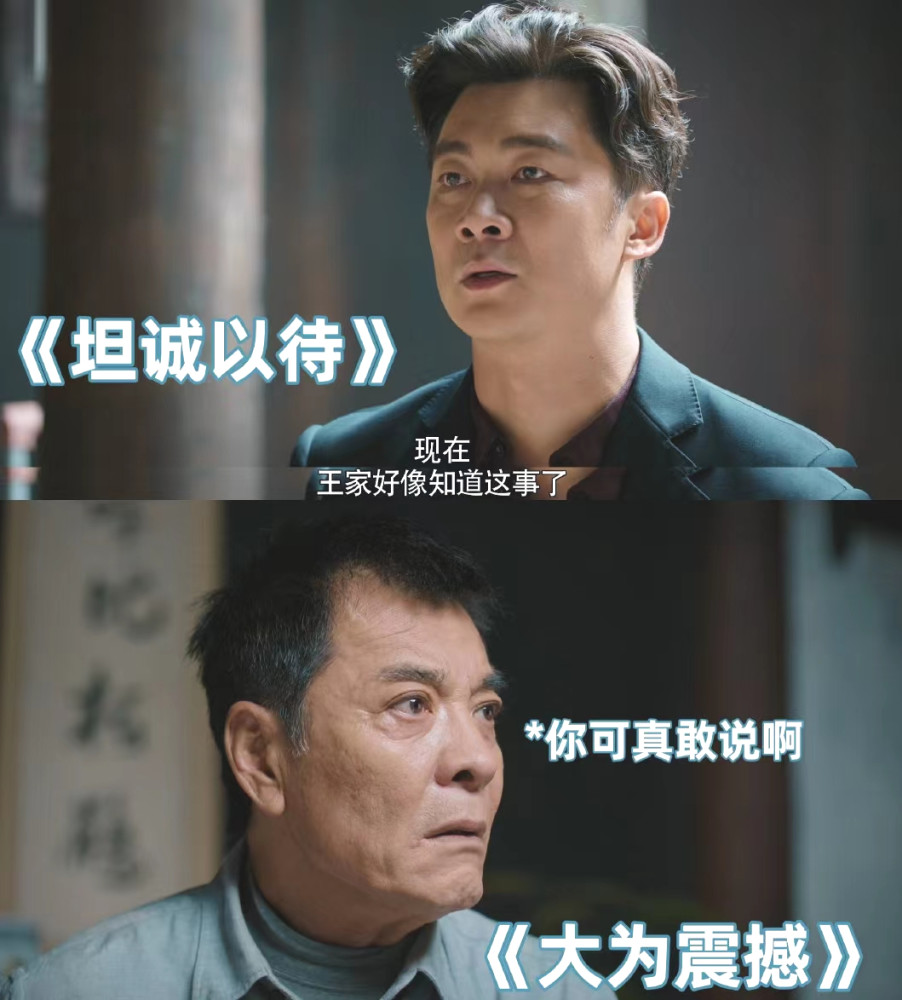 《坦诚以待》
现在
王家好像知道这事了
*你可真敢说啊
《大为震撼》